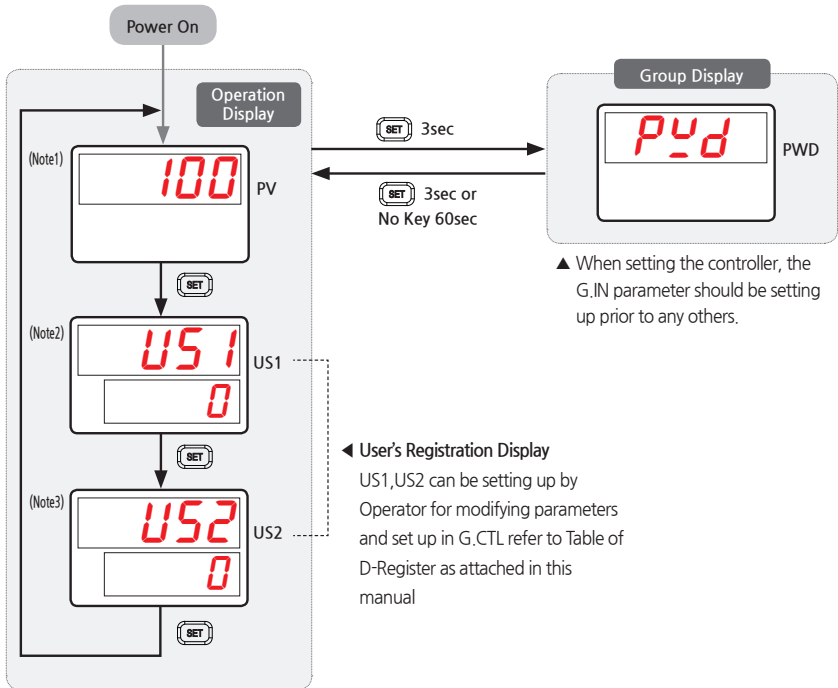 Power On
Operation
Display
(Note1)
100
PV
SET
(Note2)
US1
US1
0
SET
(Note3)
US2
US2
0
SET
SET 3sec
SET 3sec or
No Key 60sec
Group Display
PWD
PWD
▲ When setting the controller, the
G.IN parameter should be setting
up prior to any others.
◀ User's Registration Display
US1,US2 can be setting up by
Operator for modifying parameters
and set up in G.CTL refer to Table of
D-Register as attached in this
manual